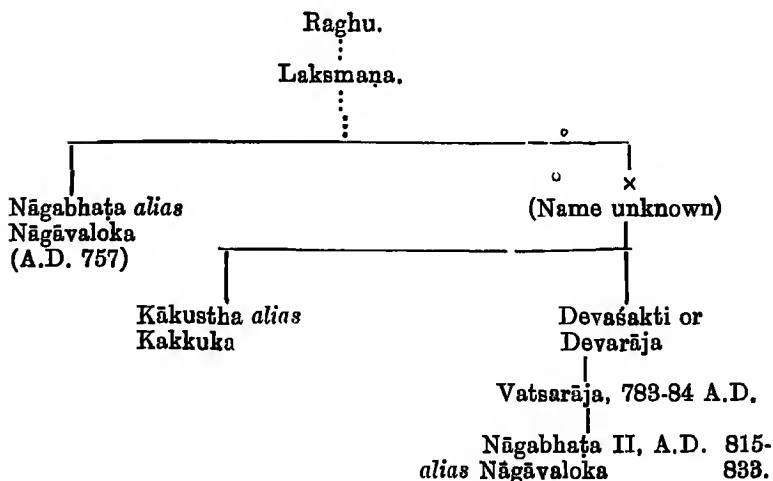 Raghu.
Laksmaṇa.
Nāgabhaṭa alias
Nāgāvaloka
(A.D. 757)
×
(Name unknown)
Kākustha alias
Kakkuka
Devaśakti or
Devarāja
Vatsarāja, 783-84 A.D.
Nāgabhaṭa II, A.D. 815-
alias Nāgāvaloka 833.